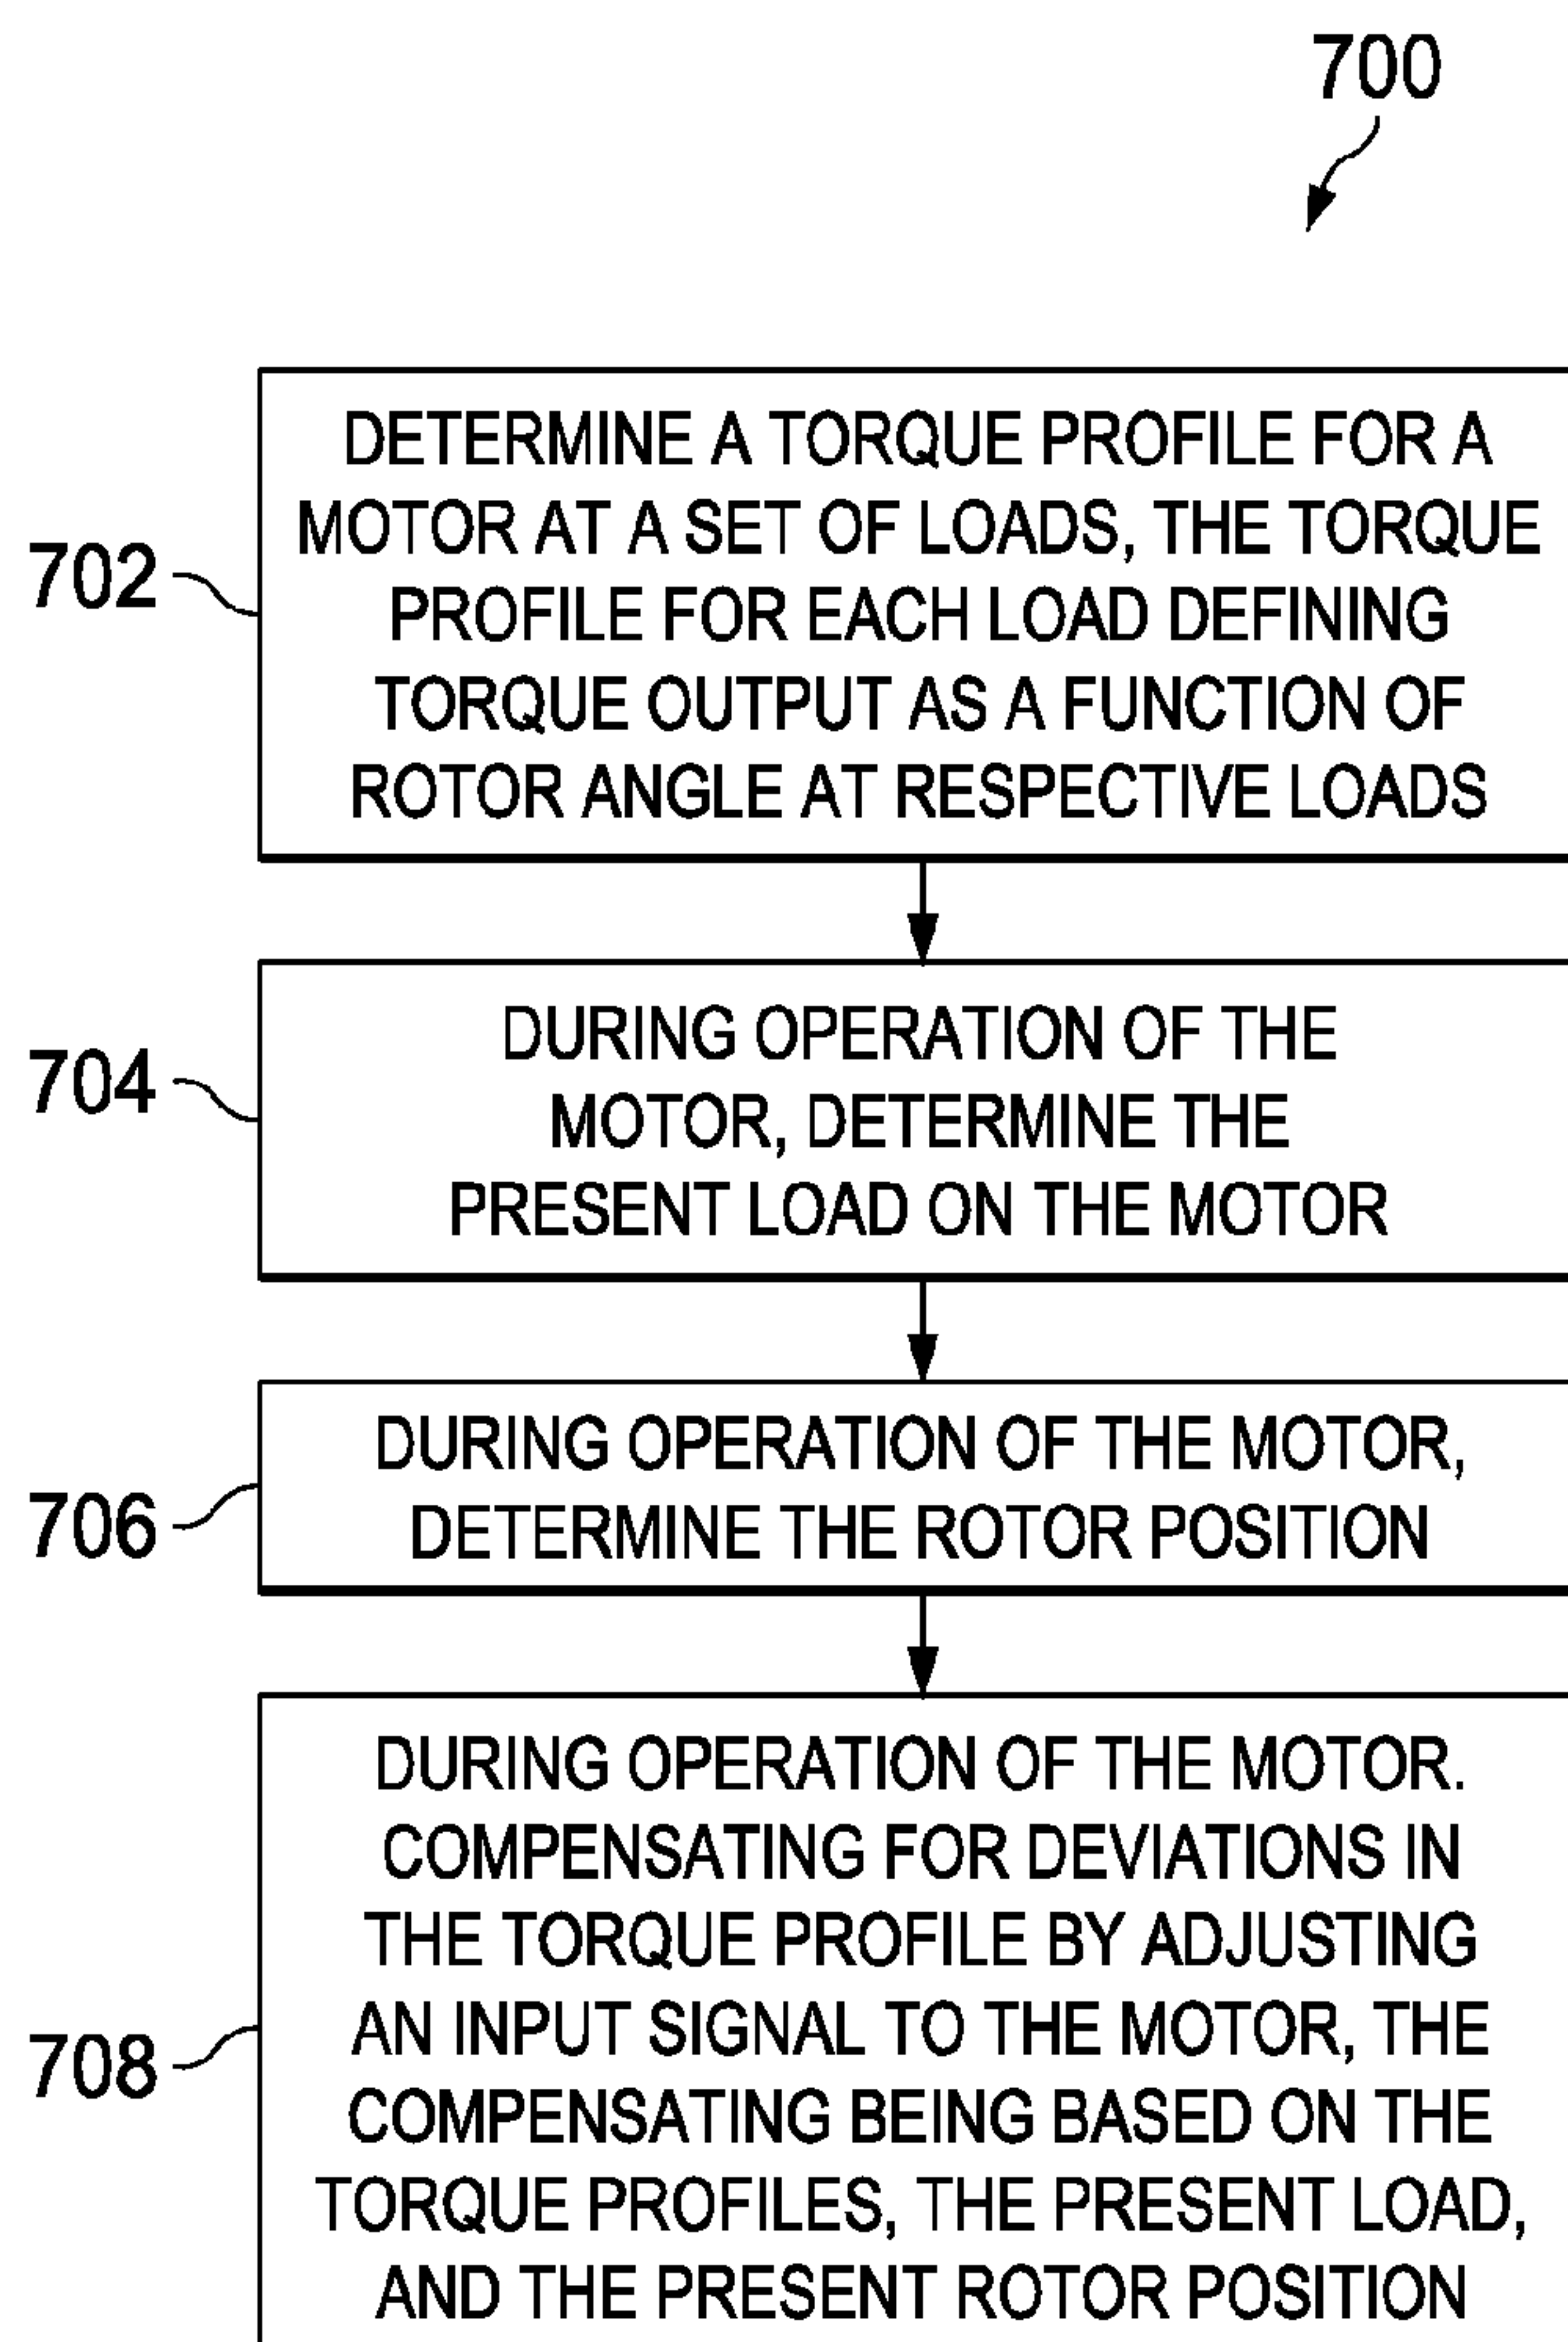 700
702
DETERMINE A TORQUE PROFILE FOR A
MOTOR AT A SET OF LOADS, THE TORQUE
PROFILE FOR EACH LOAD DEFINING
TORQUE OUTPUT AS A FUNCTION OF
ROTOR ANGLE AT RESPECTIVE LOADS
704
DURING OPERATION OF THE
MOTOR, DETERMINE THE
PRESENT LOAD ON THE MOTOR
706
DURING OPERATION OF THE MOTOR,
DETERMINE THE ROTOR POSITION
708
DURING OPERATION OF THE MOTOR.
COMPENSATING FOR DEVIATIONS IN
THE TORQUE PROFILE BY ADJUSTING
AN INPUT SIGNAL TO THE MOTOR, THE
COMPENSATING BEING BASED ON THE
TORQUE PROFILES, THE PRESENT LOAD,
AND THE PRESENT ROTOR POSITION